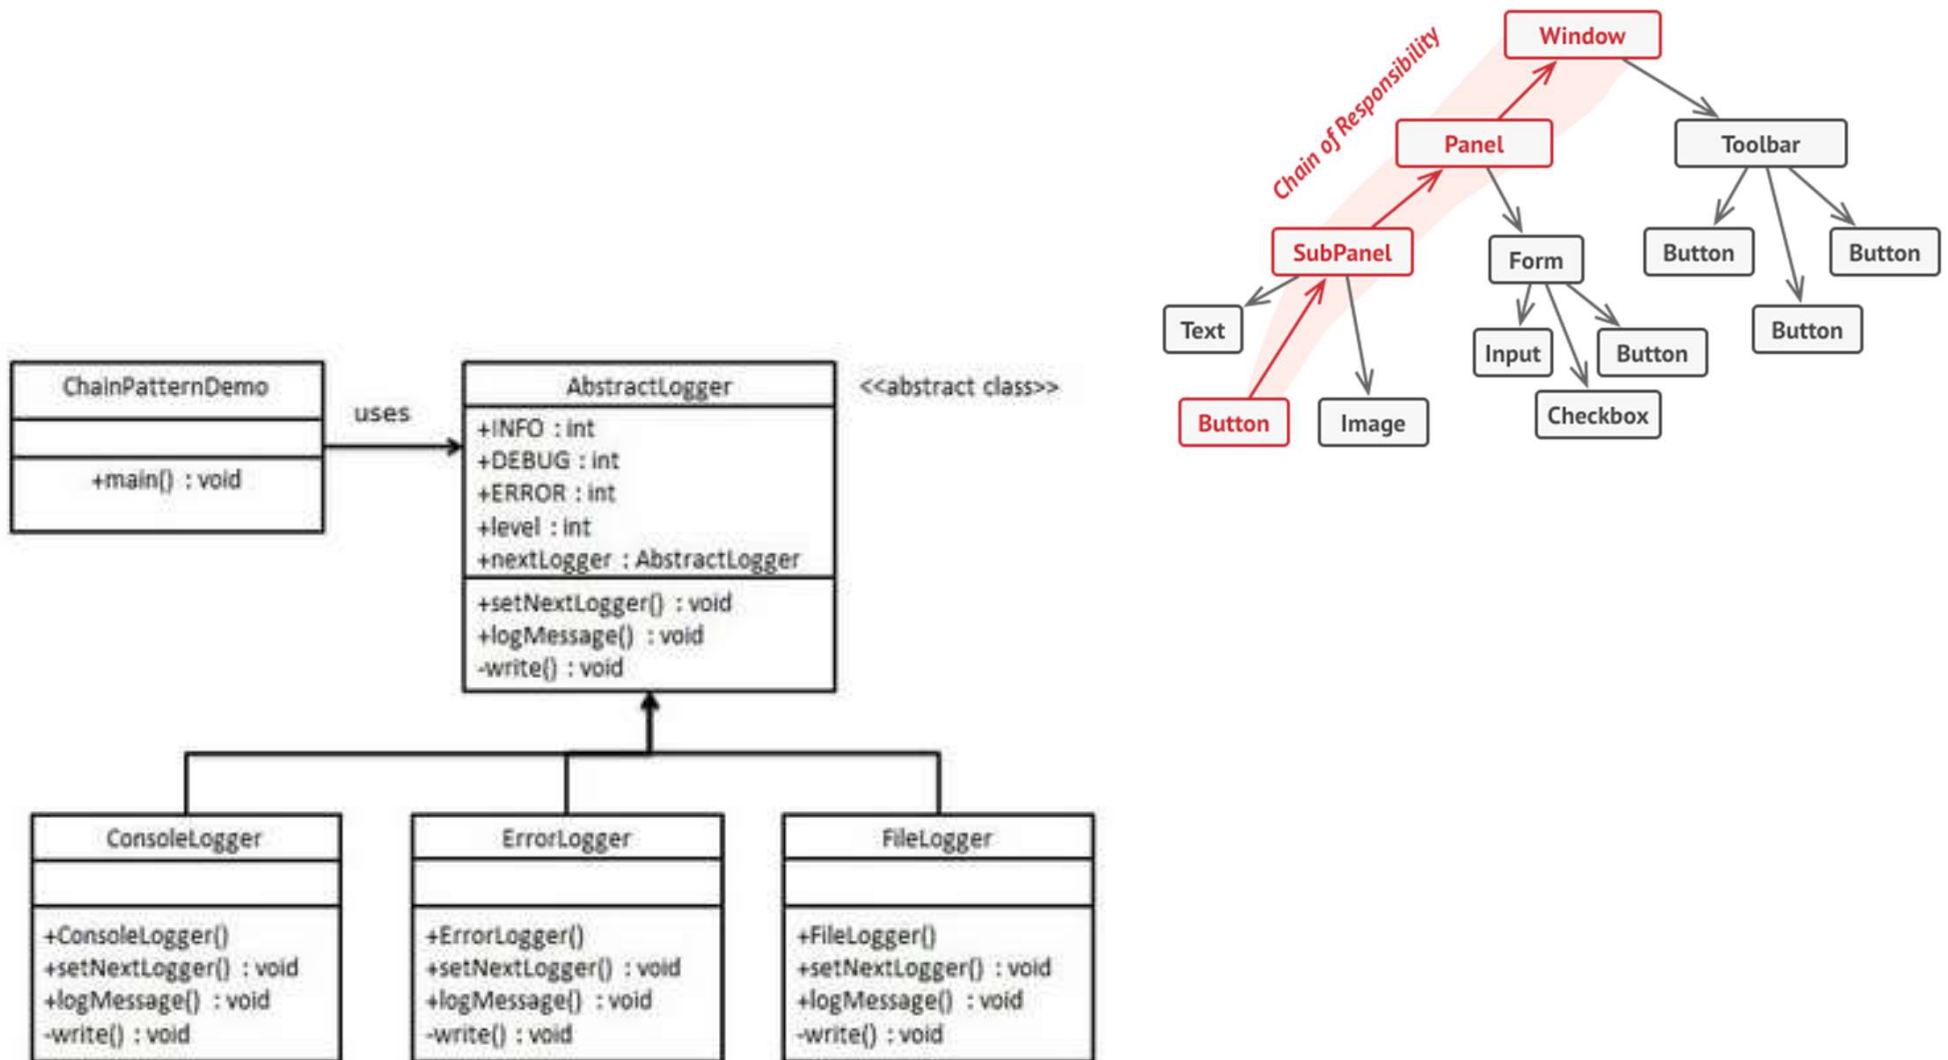 ChainPatternDemo
+main() : void
uses
AbstractLogger
+INFO : int
+DEBUG : int
+ERROR : int
+level : int
+nextLogger : AbstractLogger
+setNextLogger() : void
+logMessage() : void
-write() : void
<<abstract class>>
ConsoleLogger
+ConsoleLogger()
+setNextLogger() : void
+logMessage() : void
-write() : void
ErrorLogger
+ErrorLogger()
+setNextLogger() : void
+logMessage() : void
-write() : void
FileLogger
+FileLogger()
+setNextLogger() : void
+logMessage() : void
-write() : void
Chain of Responsibility
Window
Panel
Toolbar
SubPanel
Form
Button
Button
Text
Input
Button
Button
Button
Image
Checkbox